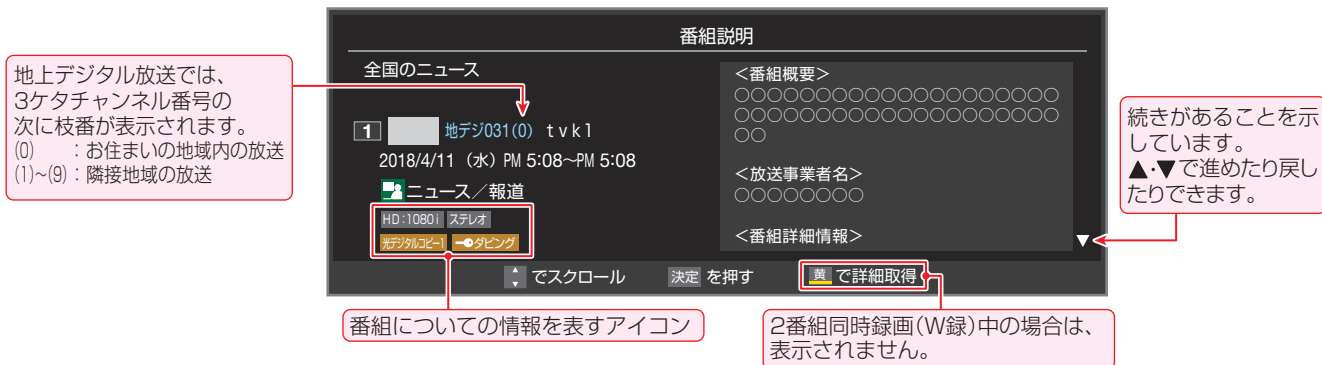 番組説明
地上デジタル放送では、
3ケタチャンネル番号の
次に枝番が表示されます。
(0)　：お住まいの地域内の放送
(1)~(9)：隣接地域の放送
全国のニュース
1 地デジ031(0) tvk1
2018/4/11（水）PM 5:08～PM 5:08
ニュース／報道
HD:1080i ステレオ
光デジタルコピー1 ダビング
＜番組概要＞
○○○○○○○○○○○○○○○○○○○○
○○○○○○○○○○○○○○○○○○○○
○○
＜放送事業者名＞
○○○○○○○○
＜番組詳細情報＞
▼
続きがあることを示
しています。
▲・▼で進めたり戻し
たりできます。
でスクロール 決定 を押す 黄 で詳細取得
番組についての情報を表すアイコン
2番組同時録画(W録)中の場合は、
表示されません。